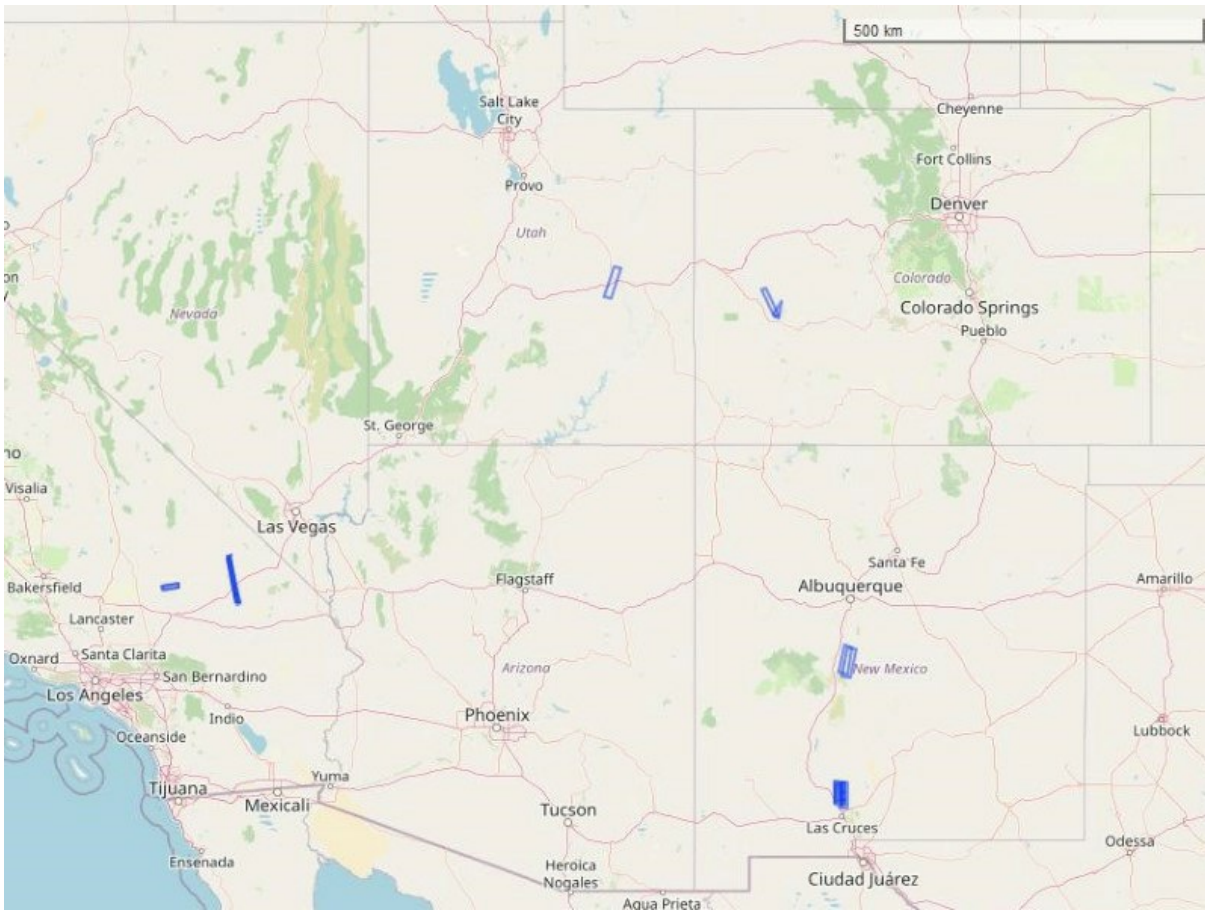 500 km
Salt Lake
City
Cheyenne
Fort Collins
Provo
Denver
Utah
Colorado
Colorado Springs
Nevada
Pueblo
St. George
Visalia
Las Vegas
Santa Fe
Bakersfield
Flagstaff
Albuquerque
Amarillo
Lancaster
Oxnard
Santa Clarita
Arizona
New Mexico
San Bernardino
Los Angeles
Indio
Phoenix
Lubbock
Oceanside
Yuma
Tijuana
Mexicali
Tucson
Las Cruces
Odessa
Ensenada
Heroica
Nogales
Ciudad Juárez
Agua Prieta